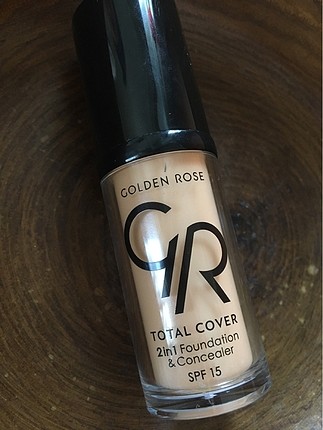 GOLDEN ROSE
GR
TOTAL COVER
2in1 Foundation
& Concealer
SPF 15